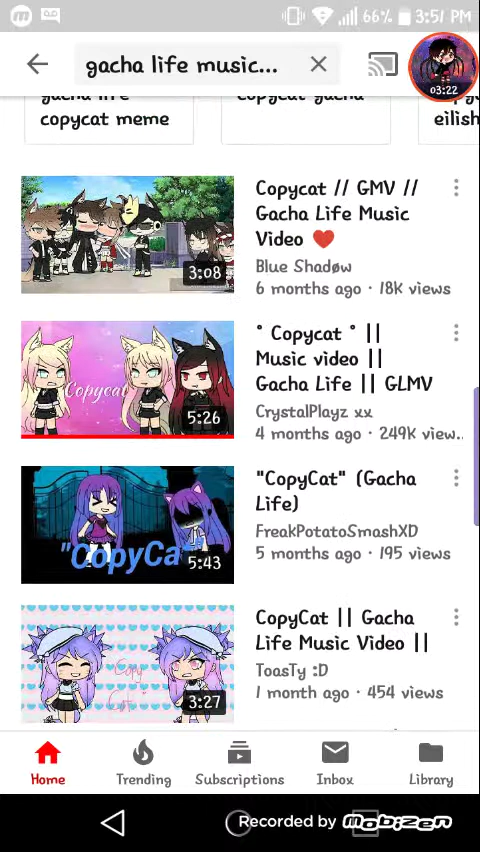 66% 3:51 PM
gacha life music...
03:22
gacha life
copycat meme
copycat gacha
eilish
Copycat // GMV //
Gacha Life Music
Video ❤️
3:08
Blue Shadøw
6 months ago · 18K views
° Copycat ° ||
Music video ||
Gacha Life || GLMV
Copycat
5:26
CrystalPlayz xx
4 months ago · 249K view..
"CopyCat" (Gacha
Life)
"CopyCat"
5:43
FreakPotatoSmashXD
5 months ago · 195 views
CopyCat || Gacha
Life Music Video ||
Copy
Cat
3:27
ToasTy :D
1 month ago · 454 views
Home Trending Subscriptions Inbox Library
Recorded by Mobizen